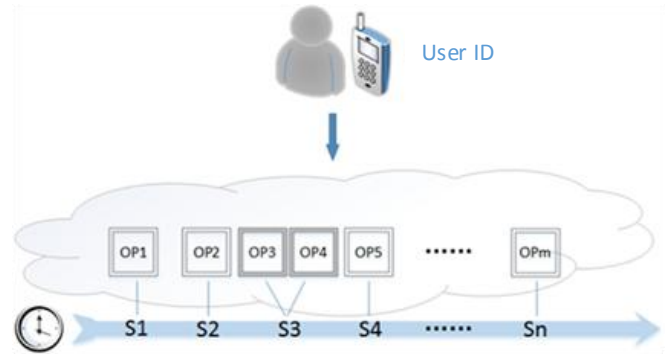 User ID
OP1 OP2 OP3 OP4 OP5 ...... OPm
S1 S2 S3 S4 ...... Sn